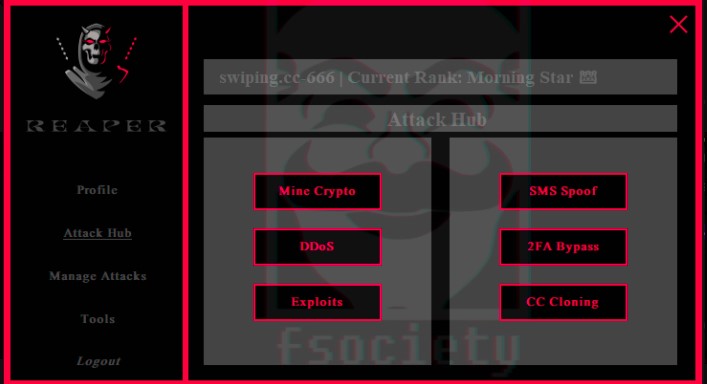 REAPER
Profile
Attack Hub
Manage Attacks
Tools
Logout
swiping.cc-666 | Current Rank: Morning Star
Attack Hub
Mine Crypto
SMS Spoof
DDoS
2FA Bypass
Exploits
CC Cloning
fsociety